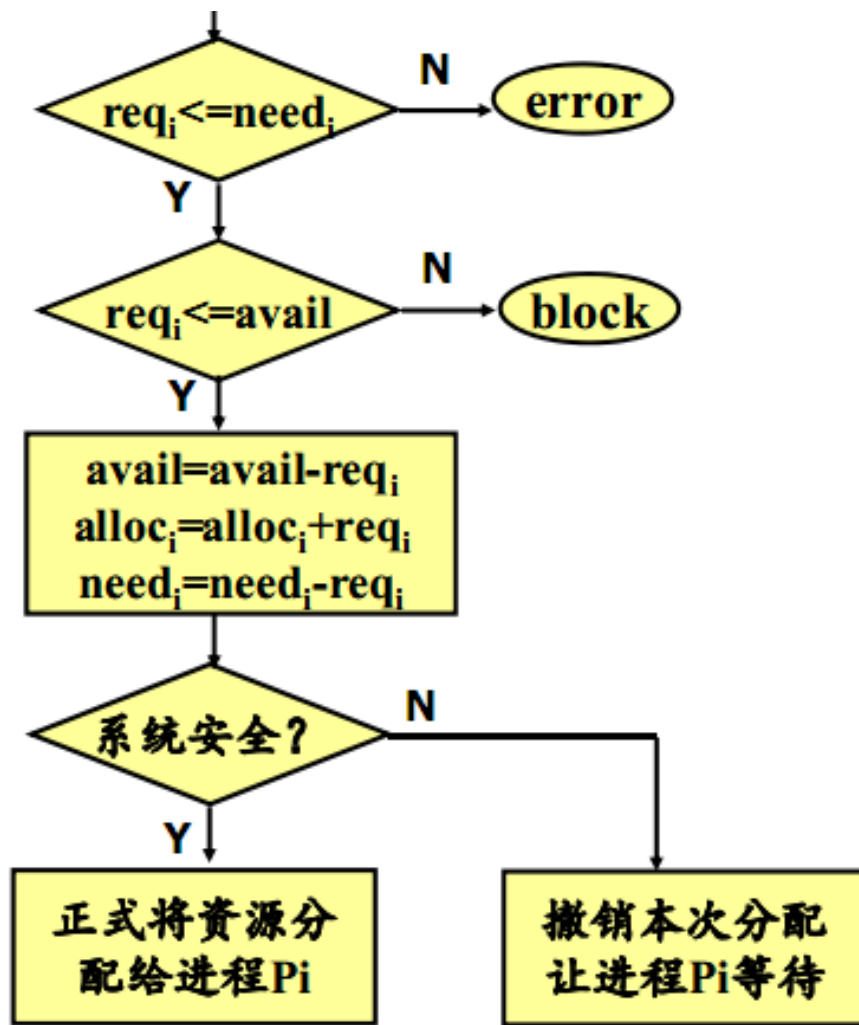 reqᵢ<=needᵢ
N
error
Y
reqᵢ<=avail
N
block
Y
avail=avail-reqᵢ
allocᵢ=allocᵢ+reqᵢ
needᵢ=needᵢ-reqᵢ
系统安全?
N
Y
正式将资源分
配给进程Pi
撤销本次分配
让进程Pi等待